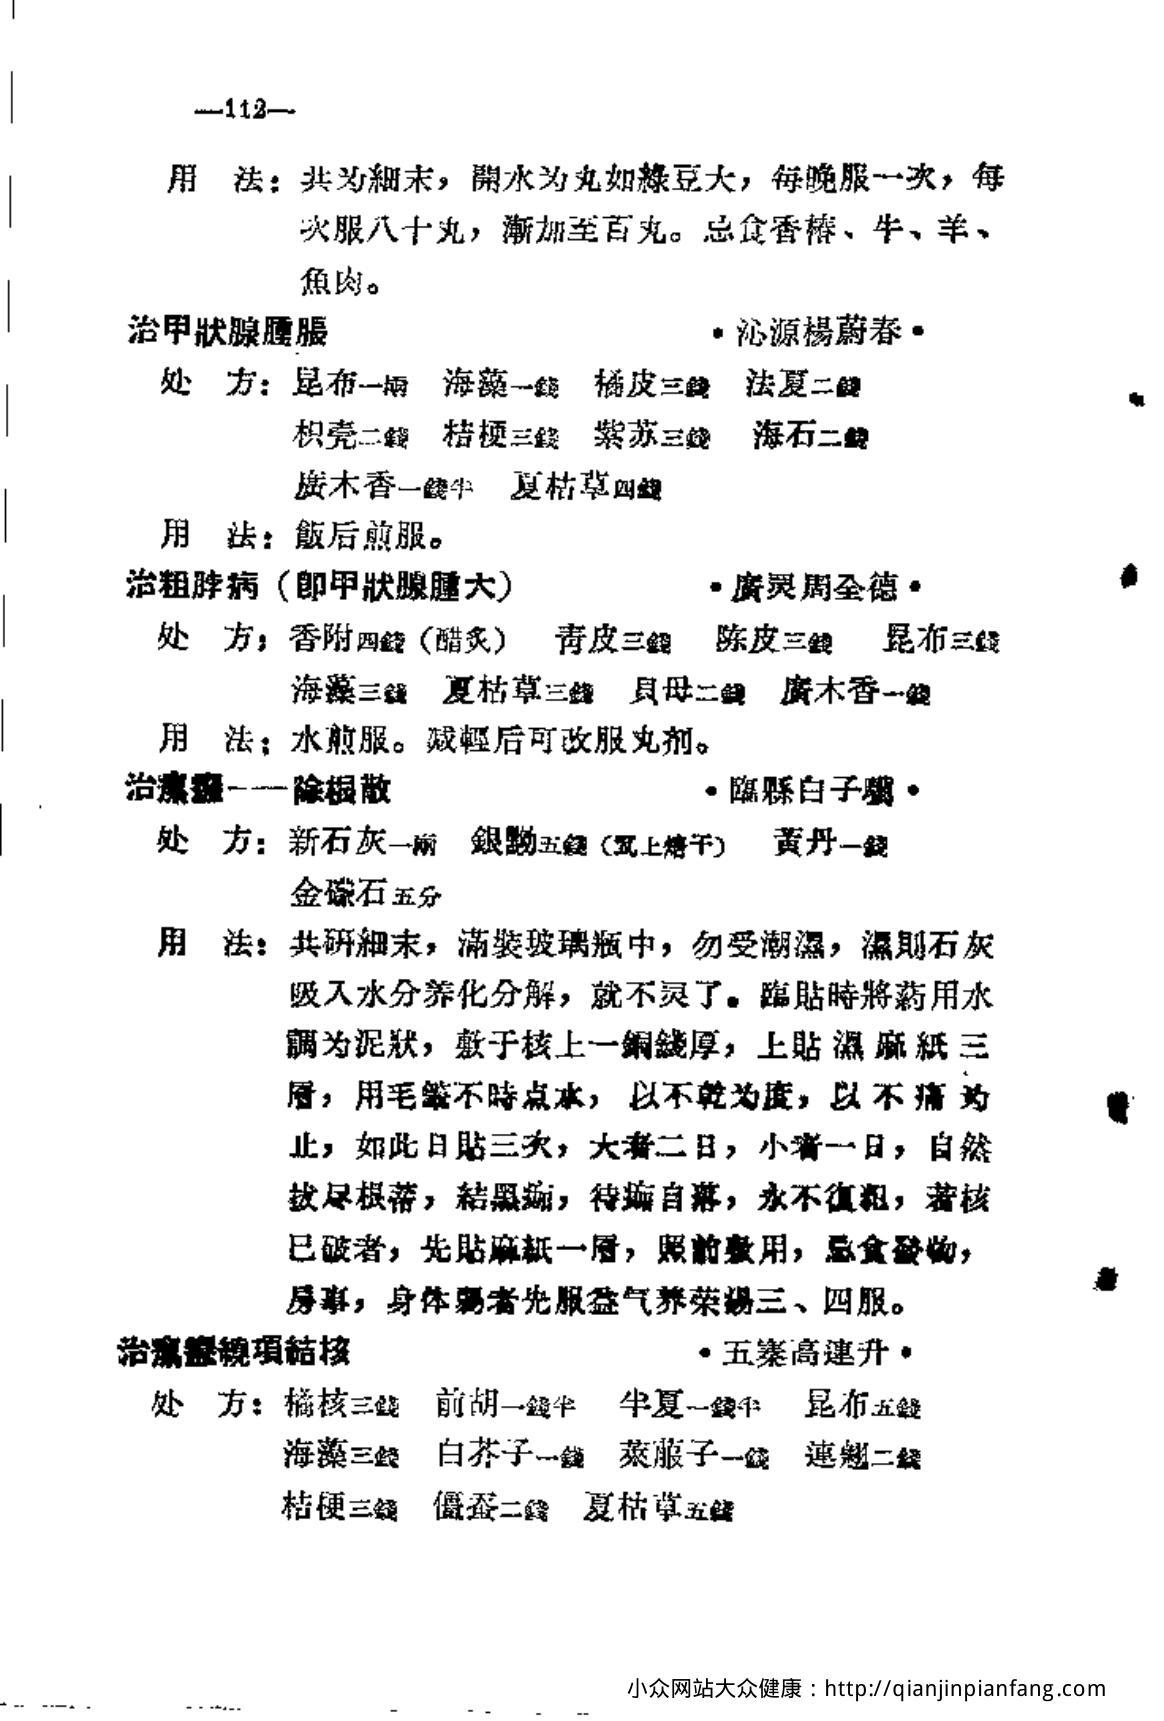 —112—
用　法：共为細末，開水为丸如綠豆大，每晚服一次，每
次服八十丸，漸加至百丸。忌食香椿、牛、羊、
魚肉。
治甲狀腺腫脹　•沁源楊蔚春•
处　方：昆布一兩　海藻一錢　橘皮三錢　法夏二錢
枳壳二錢　桔梗三錢　紫苏三錢　海石二錢
廣木香一錢半　夏枯草四錢
用　法：飯后煎服。
治粗脖病（卽甲狀腺腫大）　•廣灵周全德•
处　方：香附四錢（醋炙）　青皮三錢　陈皮三錢　昆布三錢
海藻三錢　夏枯草三錢　貝母二錢　廣木香一錢
用　法：水煎服。減輕后可改服丸剂。
治瘰癧——除根散　•臨縣白子驥•
处　方：新石灰一兩　銀黝五錢（瓦上焙干）　黃丹一錢
金礞石五分
用　法：共研細末，滿裝玻璃瓶中，勿受潮濕，濕則石灰
吸入水分养化分解，就不灵了。臨貼時將葯用水
調为泥狀，敷于核上一銅錢厚，上貼濕麻紙三
層，用毛筆不時点水，以不乾为度，以不痛为
止，如此日貼三次，大者二日，小者一日，自然
拔尽根蒂，結黑痂，待痂自落，永不復犯，若核
已破者，先貼麻紙一層，照前敷用，忌食發物，
房事，身体弱者先服益气养荣湯三、四服。
治瘰癧繞項結核　•五寨高連升•
处　方：橘核三錢　前胡一錢半　半夏一錢半　昆布五錢
海藻三錢　白芥子一錢　萊菔子一錢　連翹二錢
桔梗三錢　僵蚕二錢　夏枯草五錢
小众网站大众健康：http://qianjinpianfang.com